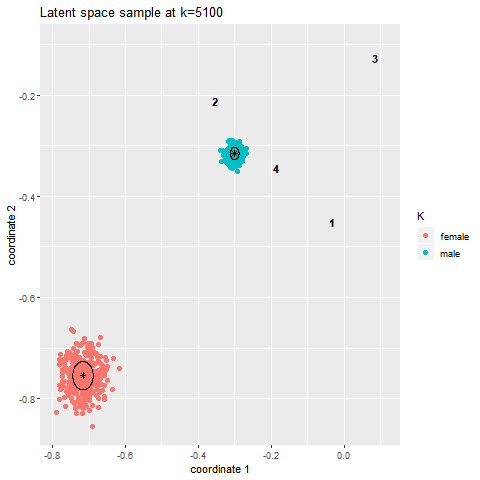 Latent space sample at k=5100
3
-0.2
2
4
-0.4
1
-0.6
-0.8
coordinate 2
-0.8
-0.6
-0.4
-0.2
0.0
coordinate 1
K
female
male